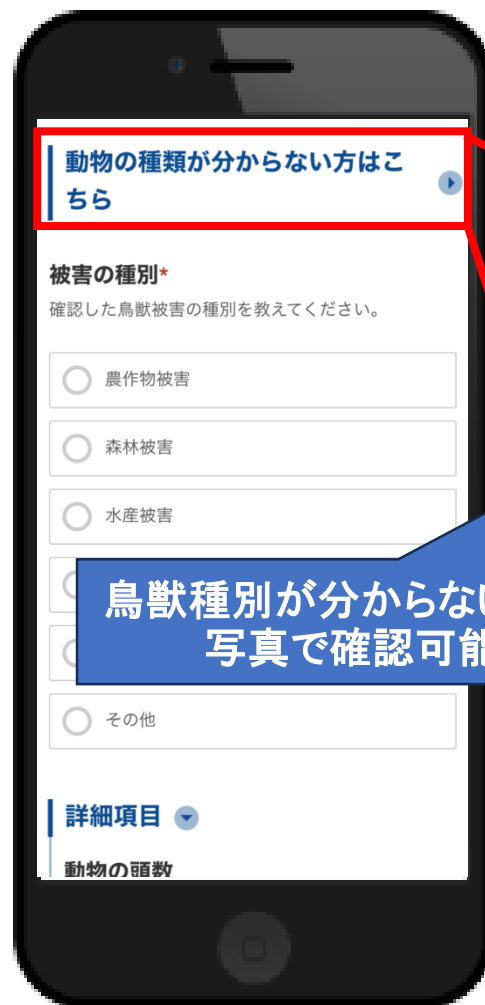 動物の種類が分からない方はこ
ちら
被害の種別*
確認した鳥獣被害の種別を教えてください。
農作物被害
森林被害
水産被害
鳥獣種別が分からない
写真で確認可能
その他
詳細項目
動物の頭数